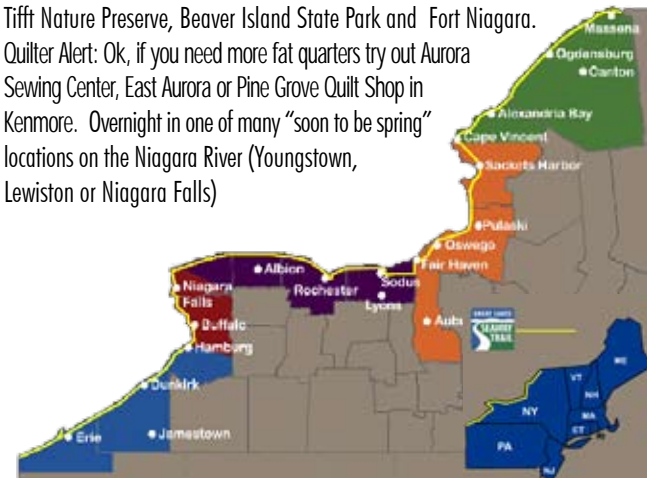 Tifft Nature Preserve, Beaver Island State Park and Fort Niagara.
Quilter Alert: Ok, if you need more fat quarters try out Aurora
Sewing Center, East Aurora or Pine Grove Quilt Shop in
Kenmore. Overnight in one of many “soon to be spring”
locations on the Niagara River (Youngstown,
Lewiston or Niagara Falls)
Massena
Ogdensburg
Canton
Alexandria Bay
Cape Vincent
Sackets Harbor
Pulaski
Oswego
Fair Haven
Albion
Sodus
Rochester
Niagara
Falls
Lyons
Buffalo
Aubs
Hamburg
GREAT LAKES
SEAWAY
TRAIL
Dunkirk
Jamestown
Erie
ME
VT
NH
NY
MA
CT
RI
PA
NJ